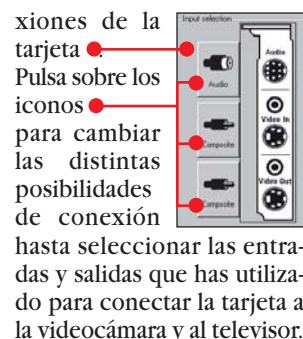 xiones de la
tarjeta .
Pulsa sobre los
iconos
para cambiar
las distintas
posibilidades
de conexión
hasta seleccionar las entra-
das y salidas que has utiliza-
do para conectar la tarjeta a
la videocámara y al televisor.
Input selection
Audio
Composite
Composite
Audio
Video In
Video Out